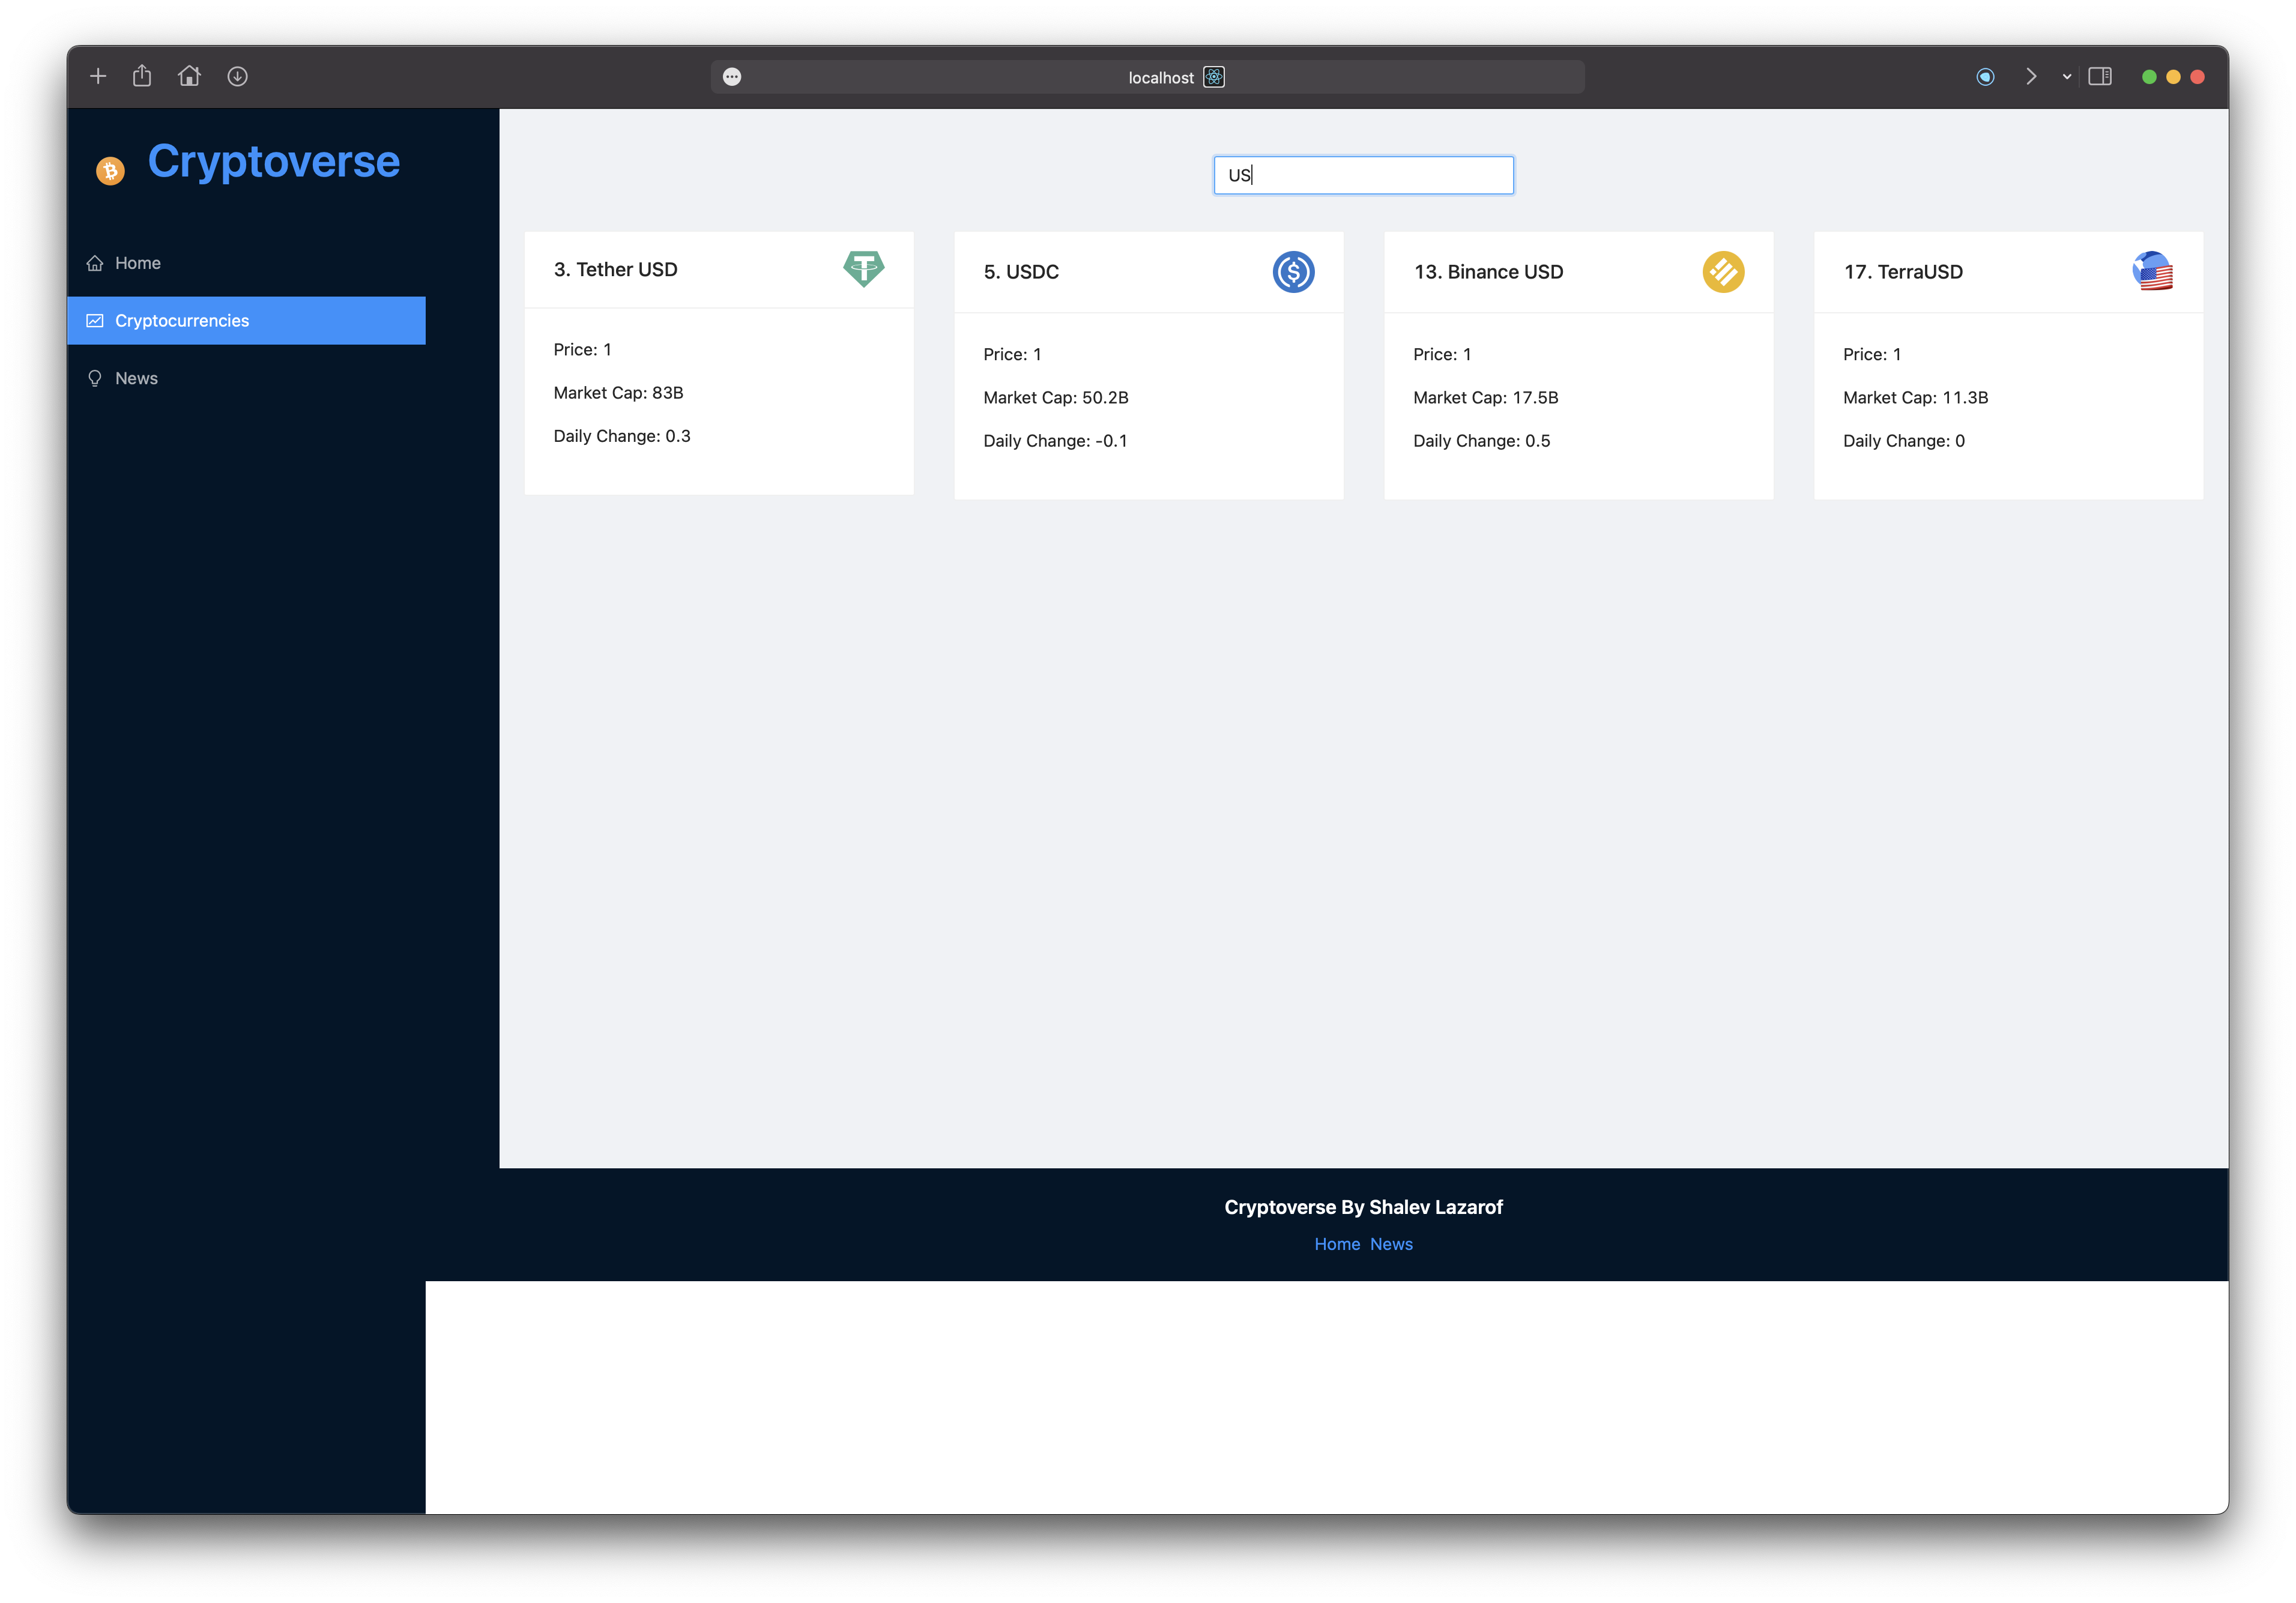 localhost
Cryptoverse
Home
Cryptocurrencies
News
US
3. Tether USD
Price: 1
Market Cap: 83B
Daily Change: 0.3
5. USDC
Price: 1
Market Cap: 50.2B
Daily Change: -0.1
13. Binance USD
Price: 1
Market Cap: 17.5B
Daily Change: 0.5
17. TerraUSD
Price: 1
Market Cap: 11.3B
Daily Change: 0
Cryptoverse By Shalev Lazarof
Home News